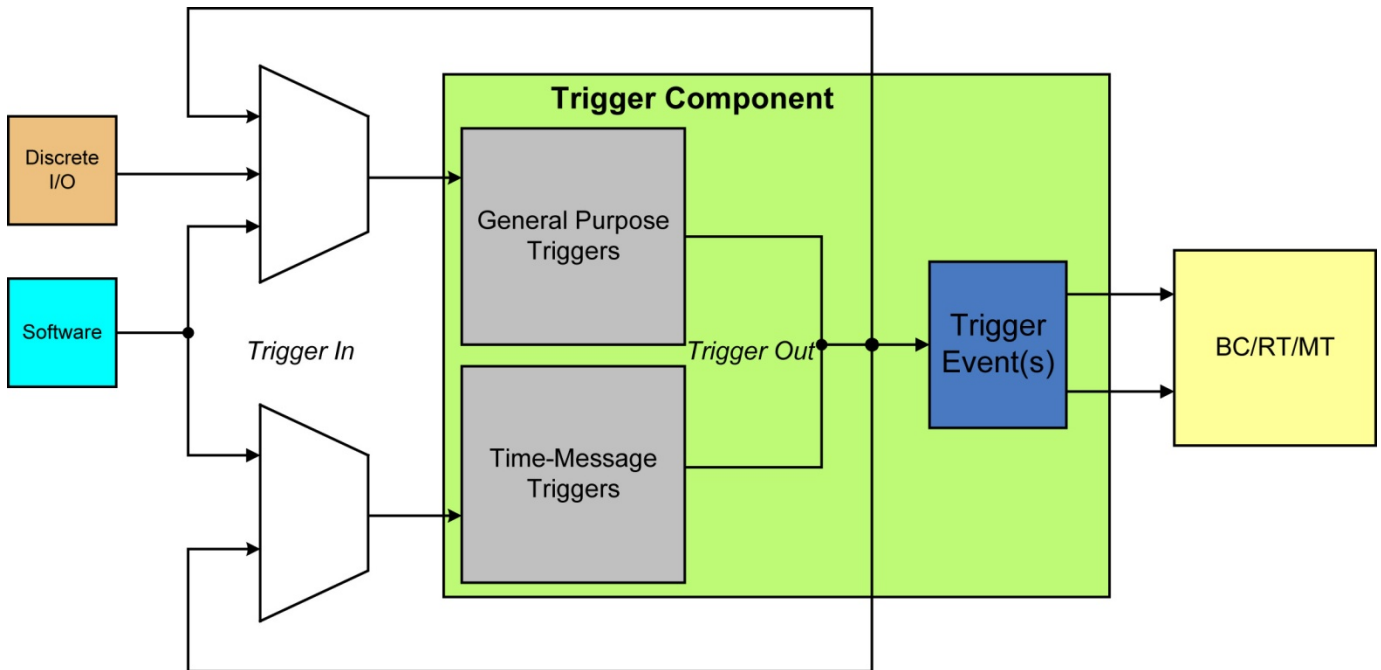 Trigger Component
Discrete
I/O
General Purpose
Triggers
Software
Trigger In
Trigger Out
Trigger
Event(s)
BC/RT/MT
Time-Message
Triggers